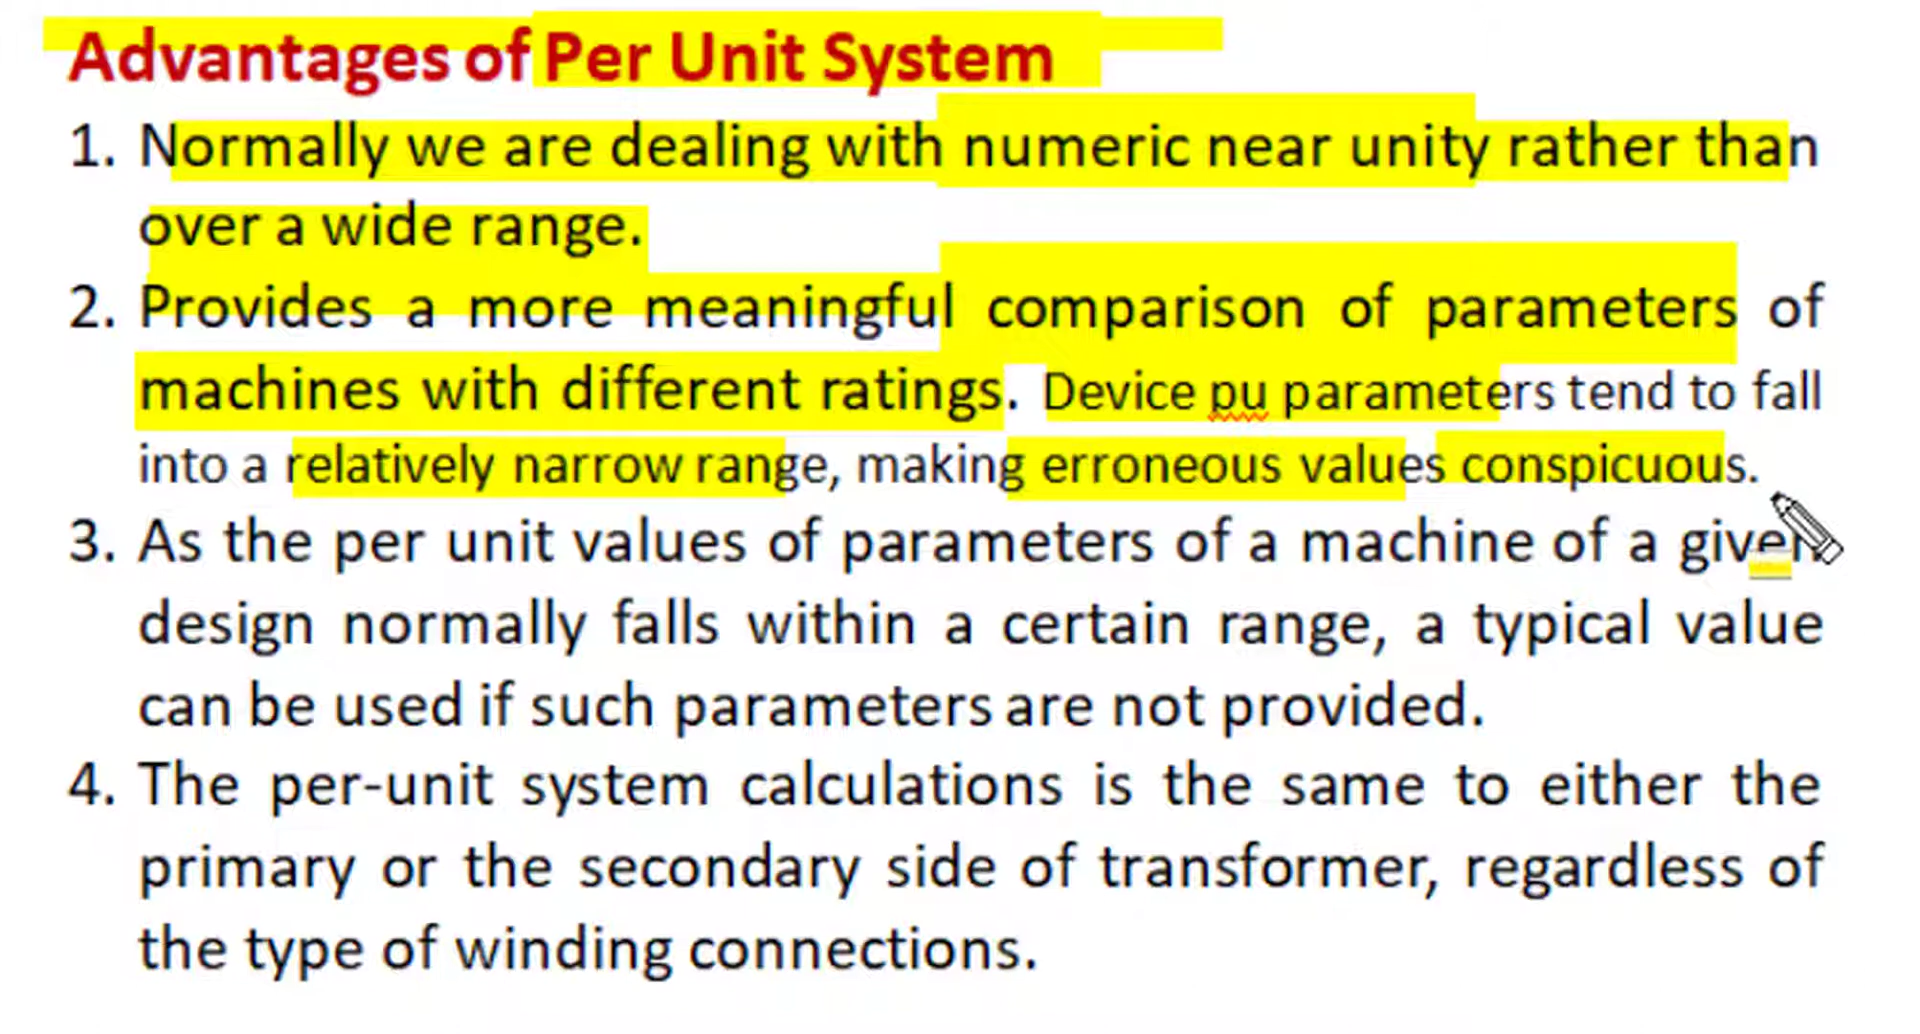 Advantages of Per Unit System
1. Normally we are dealing with numeric near unity rather than
over a wide range.
2. Provides a more meaningful comparison of parameters of
machines with different ratings. Device pu parameters tend to fall
into a relatively narrow range, making erroneous values conspicuous.
3. As the per unit values of parameters of a machine of a given
design normally falls within a certain range, a typical value
can be used if such parameters are not provided.
4. The per-unit system calculations is the same to either the
primary or the secondary side of transformer, regardless of
the type of winding connections.